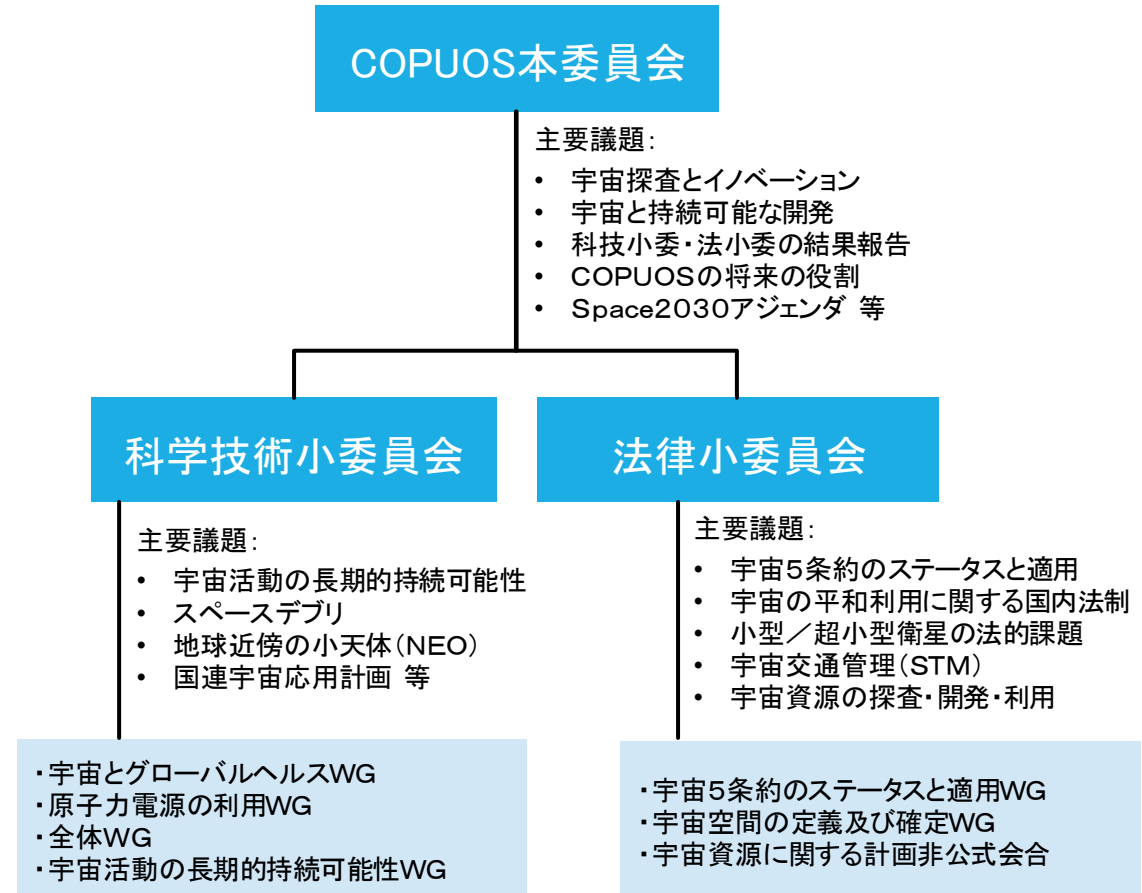 COPUOS本委員会
主要議題：
• 宇宙探査とイノベーション
• 宇宙と持続可能な開発
• 科技小委・法小委の結果報告
• COPUOSの将来の役割
• Space2030アジェンダ 等
科学技術小委員会
主要議題：
• 宇宙活動の長期的持続可能性
• スペースデブリ
• 地球近傍の小天体（NEO）
• 国連宇宙応用計画 等
・宇宙とグローバルヘルスWG
・原子力電源の利用WG
・全体WG
・宇宙活動の長期的持続可能性WG
法律小委員会
主要議題：
• 宇宙５条約のステータスと適用
• 宇宙の平和利用に関する国内法制
• 小型／超小型衛星の法的課題
• 宇宙交通管理（STM）
• 宇宙資源の探査・開発・利用
・宇宙５条約のステータスと適用WG
・宇宙空間の定義及び確定WG
・宇宙資源に関する計画非公式会合